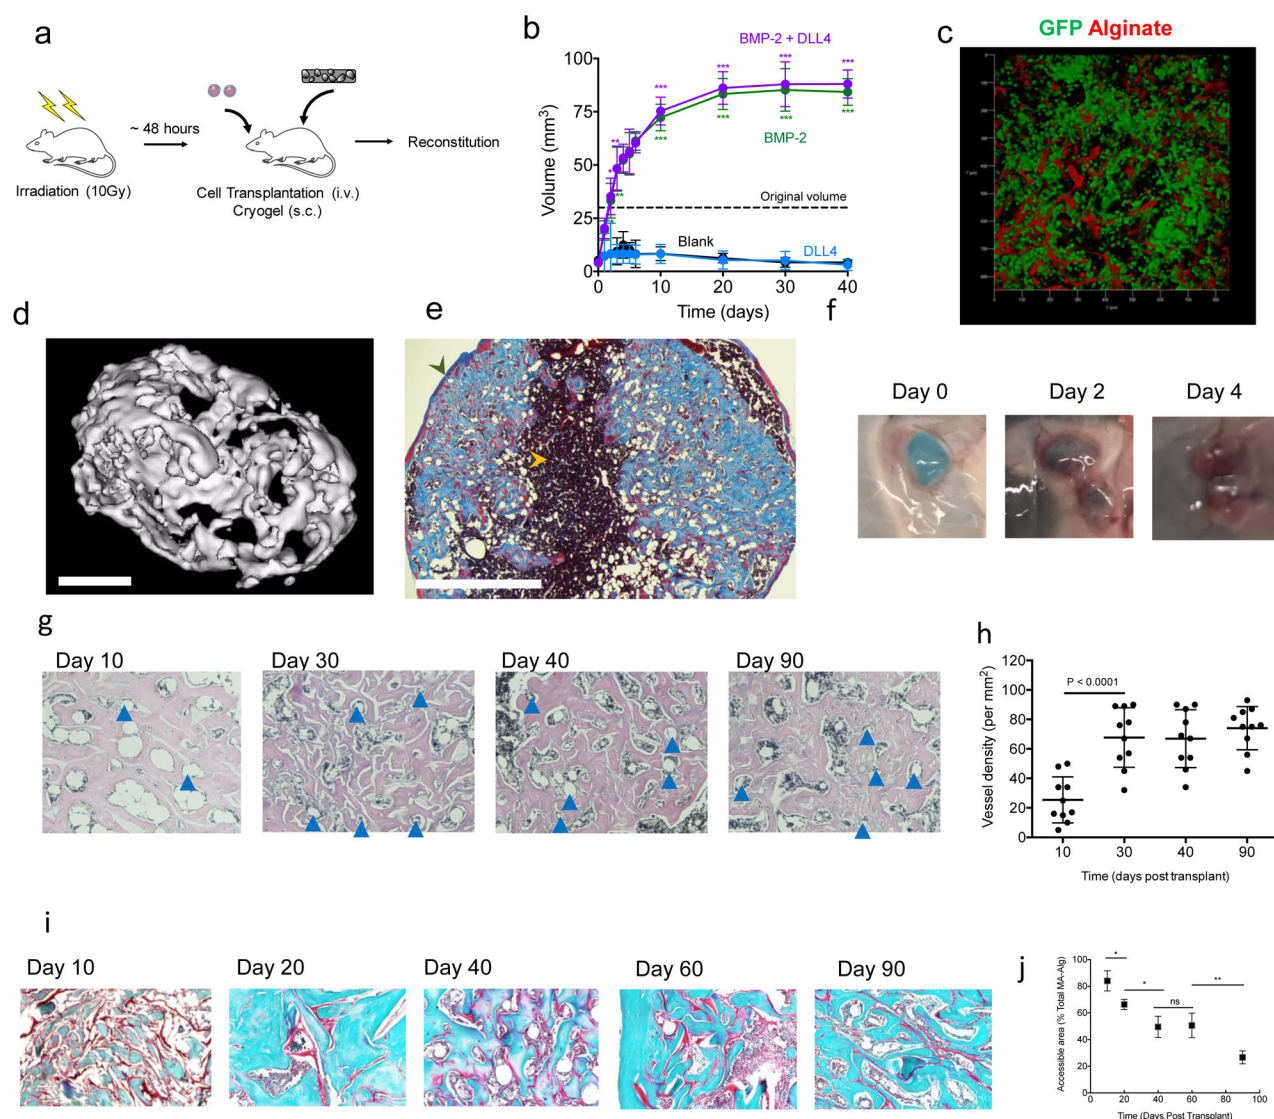 a
~ 48 hours
Irradiation (10Gy)
Cell Transplantation (i.v.)
Cryogel (s.c.)
Reconstitution
b
BMP-2 + DLL4
BMP-2
Original volume
Blank
DLL4
Volume (mm³)
100
75
50
25
0
0 10 20 30 40
Time (days)
*
**
***
***
***
***
**
***
***
***
***
c
GFP Alginate
d
e
f
Day 0
Day 2
Day 4
g
Day 10
Day 30
Day 40
Day 90
h
Vessel density (per mm²)
120
100
80
60
40
20
0
P < 0.0001
10 30 40 90
Time (days post transplant)
i
Day 10
Day 20
Day 40
Day 60
Day 90
j
Accessible area (% Total MA-Alg)
100
80
60
40
20
0
*
*
ns
**
0 20 40 60 80 100
Time (Days Post Transplant)